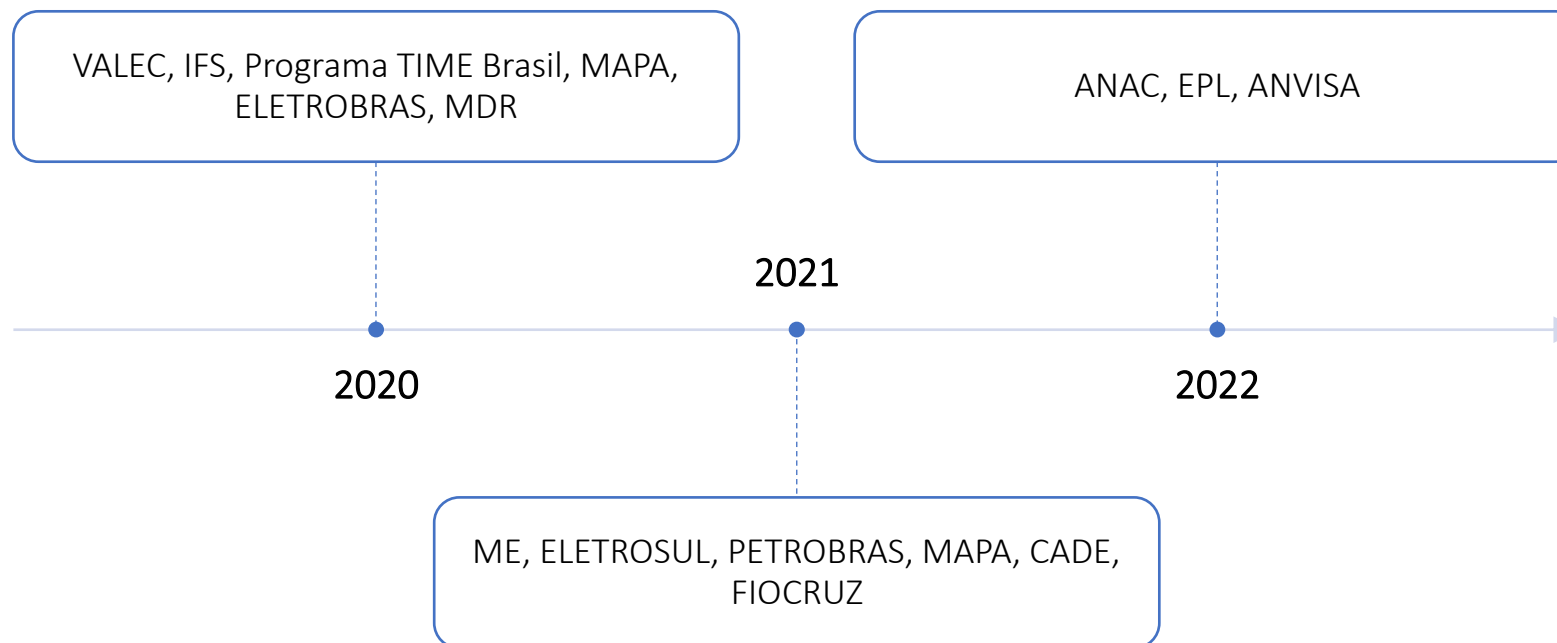 VALEC, IFS, Programa TIME Brasil, MAPA,
ELETROBRAS, MDR
ANAC, EPL, ANVISA
2021
2020
2022
ME, ELETROSUL, PETROBRAS, MAPA, CADE,
FIOCRUZ